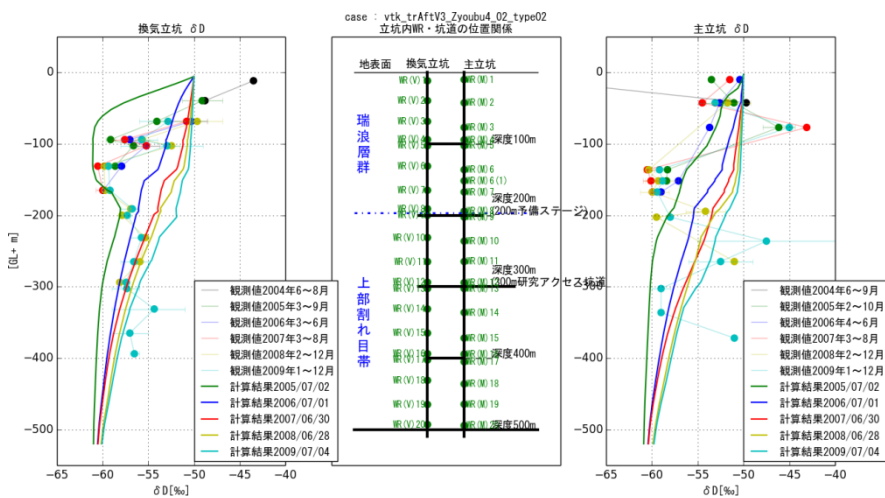 case : vtk_trAftV3_Zyoubu4_02_type02
換気立坑 δD
立坑内WR・坑道の位置関係
主立坑 δD
地表面 換気立坑 主立坑
0
−100
−200
−300
−400
−500
[GL+ m]
−65 −60 −55 −50 −45 −40
δD[‰]
観測値2004年6〜8月
観測値2005年3〜9月
観測値2006年3〜6月
観測値2007年3〜8月
観測値2008年2〜12月
観測値2009年1〜12月
計算結果2005/07/02
計算結果2006/07/01
計算結果2007/06/30
計算結果2008/06/28
計算結果2009/07/04
瑞浪層群
上部割れ目帯
WR(V)1 WR(M)1
WR(V)2 WR(M)2
WR(V)3 WR(M)3
深度100m
WR(V)6 WR(M)6
WR(M)6(1)
WR(V)7 WR(M)7
深度200m
(200m予備ステージ)
WR(V)10 WR(M)10
WR(V)11 WR(M)11
深度300m
(300m研究アクセス坑道)
WR(V)14 WR(M)14
WR(V)15 WR(M)15
深度400m
WR(V)16
WR(V)17 WR(M)17
WR(V)18 WR(M)18
WR(V)19 WR(M)19
WR(V)20
深度500m
0
−100
−200
−300
−400
−500
−65 −60 −55 −50 −45 −40
δD[‰]
観測値2004年6〜9月
観測値2005年2〜10月
観測値2006年4〜6月
観測値2007年3〜8月
観測値2008年2〜12月
観測値2009年1〜12月
計算結果2005/07/02
計算結果2006/07/01
計算結果2007/06/30
計算結果2008/06/28
計算結果2009/07/04